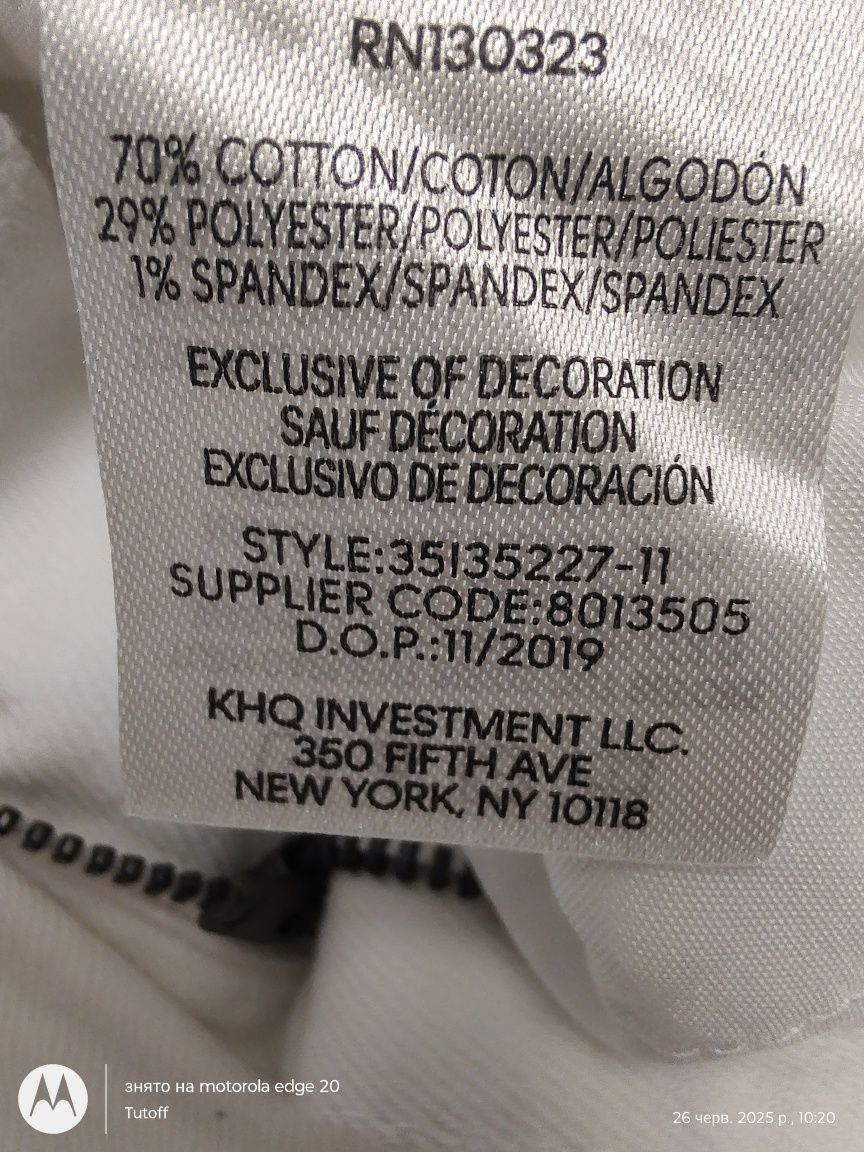 RN130323
70% COTTON/COTON/ALGODÓN
29% POLYESTER/POLYESTER/POLIESTER
1% SPANDEX/SPANDEX/SPANDEX
EXCLUSIVE OF DECORATION
SAUF DÉCORATION
EXCLUSIVO DE DECORACIÓN
STYLE:35I35227-11
SUPPLIER CODE:8013505
D.O.P.:11/2019
KHQ INVESTMENT LLC.
350 FIFTH AVE
NEW YORK, NY 10118
знято на motorola edge 20
Tutoff
26 черв. 2025 р., 10:20